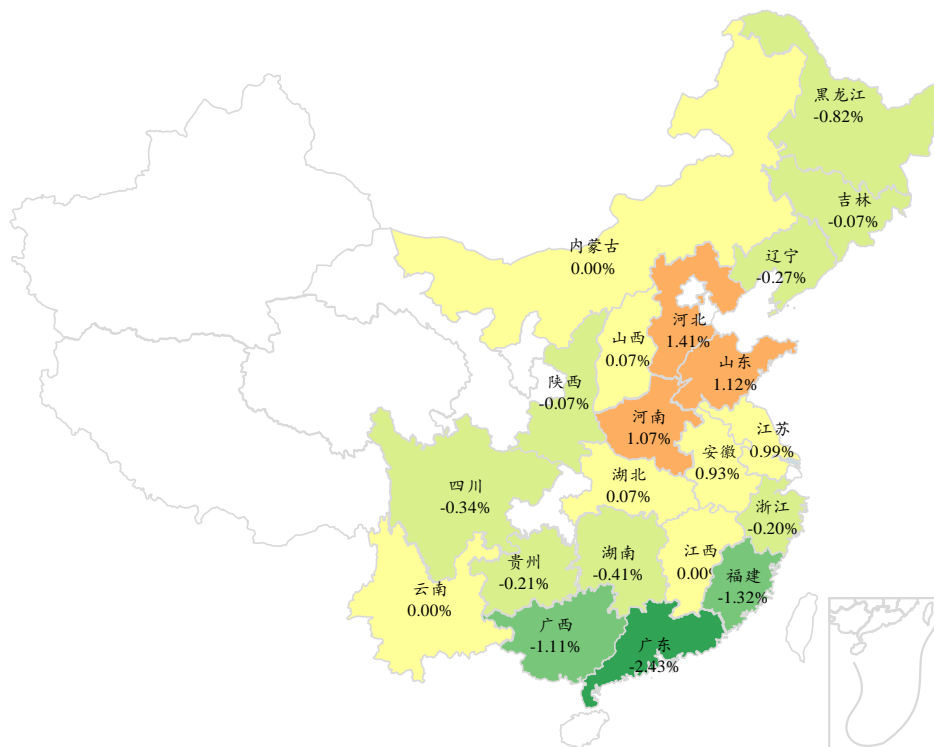 黑龙江
-0.82%
吉林
-0.07%
辽宁
-0.27%
内蒙古
0.00%
河北
1.41%
山西
0.07%
山东
1.12%
陕西
-0.07%
河南
1.07%
江苏
0.99%
安徽
0.93%
湖北
0.07%
四川
-0.34%
浙江
-0.20%
贵州
-0.21%
湖南
-0.41%
江西
0.00%
福建
-1.32%
云南
0.00%
广西
-1.11%
广东
-2.43%